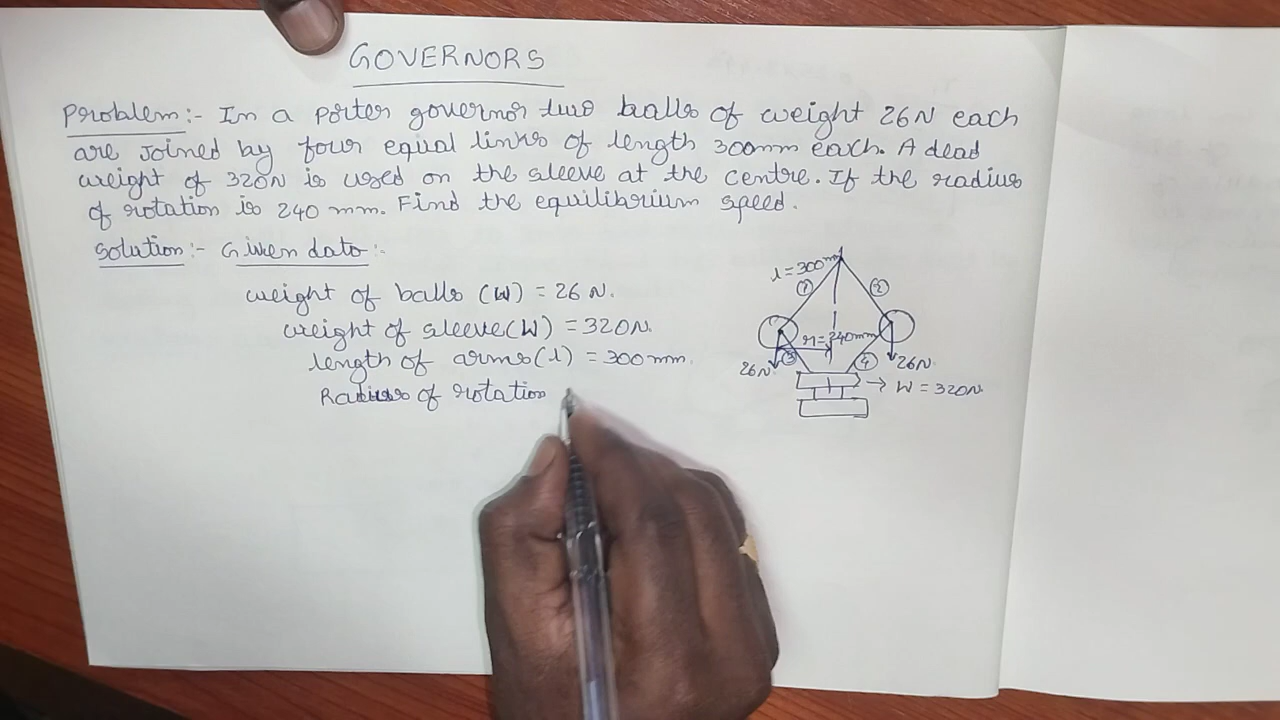 GOVERNORS
Problem:- In a porter governor two balls of weight 26N each
are joined by four equal links of length 300mm each. A dead
weight of 320N is used on the sleeve at the centre. If the radius
of rotation is 240 mm. Find the equilibrium speed.
Solution:- Given data:-
weight of balls (w) = 26 N.
weight of sleeve (W) = 320N.
length of arms (l) = 300 mm.
Radius of rotation
l = 300mm
1
2
r = 240mm
3
4
26N
26N
→ W = 320N